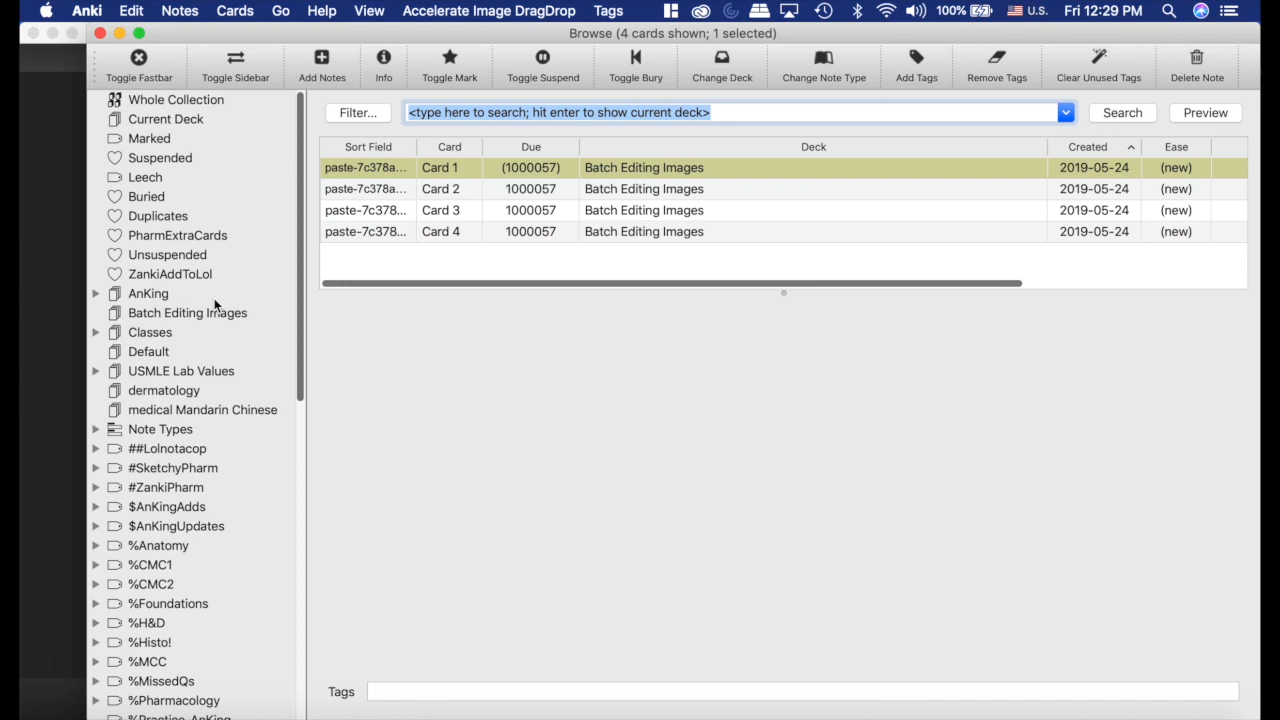 Anki Edit Notes Cards Go Help View Accelerate Image DragDrop Tags 100% U.S. Fri 12:29 PM
Browse (4 cards shown; 1 selected)
Toggle Fastbar Toggle Sidebar Add Notes Info Toggle Mark Toggle Suspend Toggle Bury Change Deck Change Note Type Add Tags Remove Tags Clear Unused Tags Delete Note
Whole Collection
Current Deck
Marked
Suspended
Leech
Buried
Duplicates
PharmExtraCards
Unsuspended
ZankiAddToLol
AnKing
Batch Editing Images
Classes
Default
USMLE Lab Values
dermatology
medical Mandarin Chinese
Note Types
##Lolnotacop
#SketchyPharm
#ZankiPharm
$AnKingAdds
$AnKingUpdates
%Anatomy
%CMC1
%CMC2
%Foundations
%H&D
%Histo!
%MCC
%MissedQs
%Pharmacology
%Practice-AnKing
Filter... <type here to search; hit enter to show current deck> Search Preview
Sort Field Card Due Deck Created Ease
paste-7c378a... Card 1 (1000057) Batch Editing Images 2019-05-24 (new)
paste-7c378a... Card 2 1000057 Batch Editing Images 2019-05-24 (new)
paste-7c378... Card 3 1000057 Batch Editing Images 2019-05-24 (new)
paste-7c378... Card 4 1000057 Batch Editing Images 2019-05-24 (new)
Tags